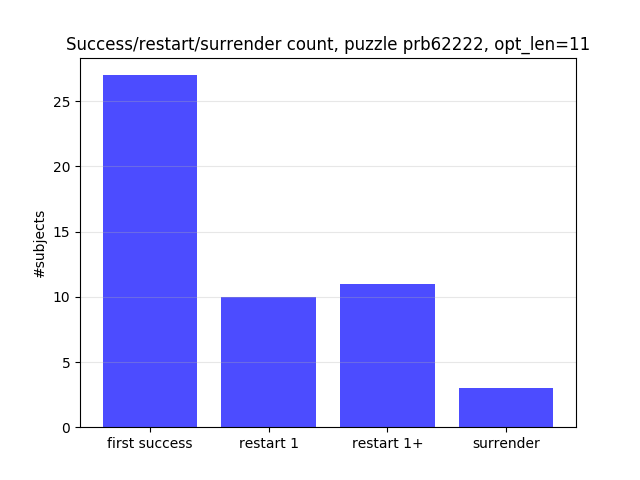 Success/restart/surrender count, puzzle prb62222, opt_len=11
#subjects
25
20
15
10
5
0
first success restart 1 restart 1+ surrender